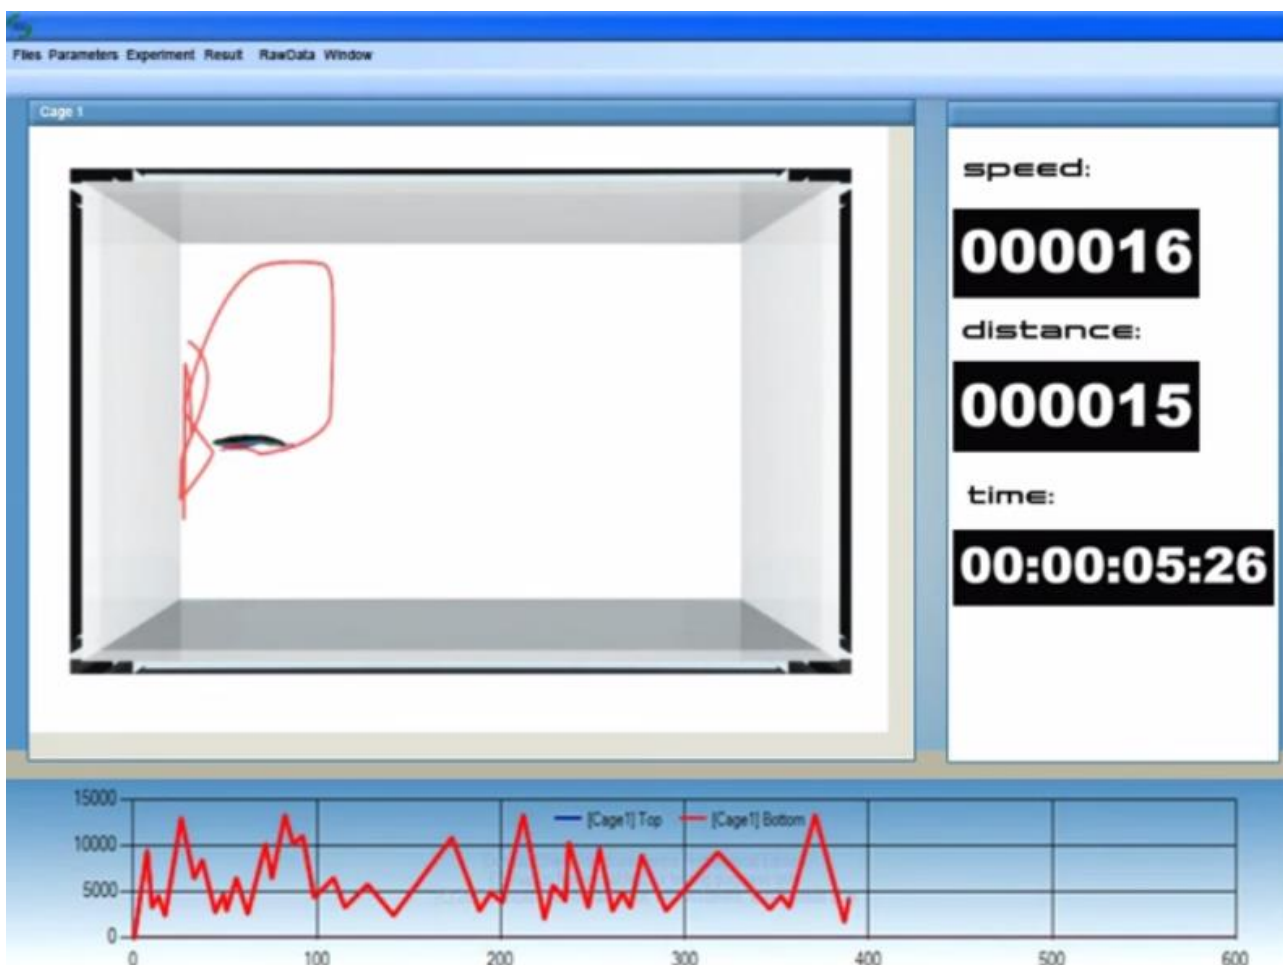 Files Parameters Experiment Result RawData Window
Cage 1
speed:
000016
distance:
000015
time:
00:00:05:26
15000
10000
5000
0
[Cage1] Top
[Cage1] Bottom
0 100 200 300 400 500 600